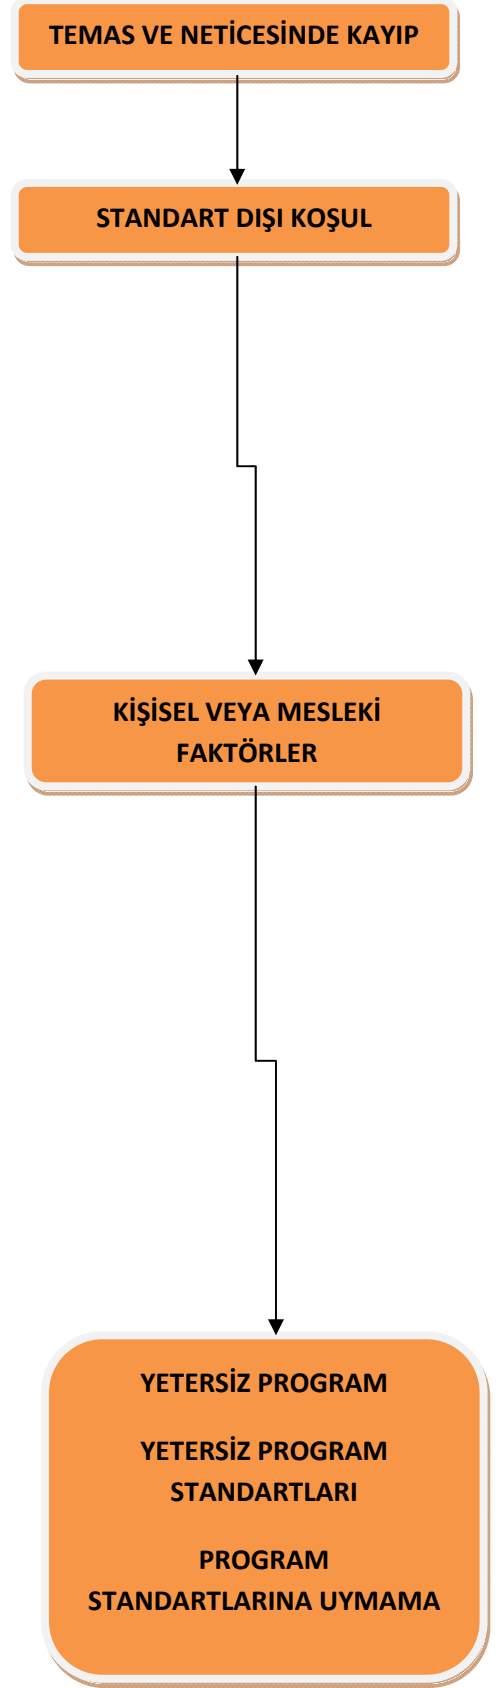 TEMAS VE NETİCESİNDE KAYIP
STANDART DIŞI KOŞUL
KİŞİSEL VEYA MESLEKİ
FAKTÖRLER
YETERSİZ PROGRAM
YETERSİZ PROGRAM
STANDARTLARI
PROGRAM
STANDARTLARINA UYMAMA